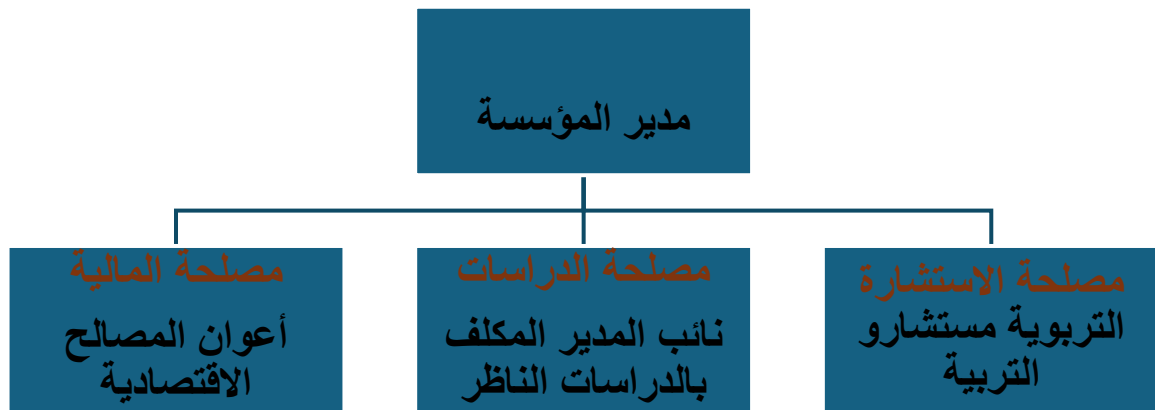 مدير المؤسسة
مصلحة الاستشارة
التربوية مستشارو
التربية
مصلحة الدراسات
نائب المدير المكلف
بالدراسات الناظر
مصلحة المالية
أعوان المصالح
الاقتصادية